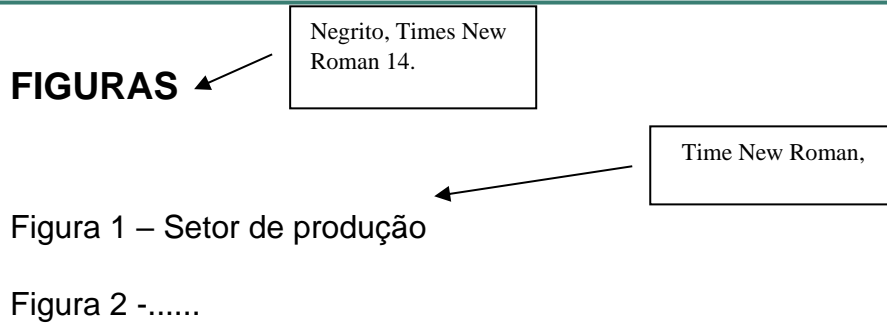 Negrito, Times New
Roman 14.
FIGURAS
Time New Roman,
Figura 1 – Setor de produção
Figura 2 -......